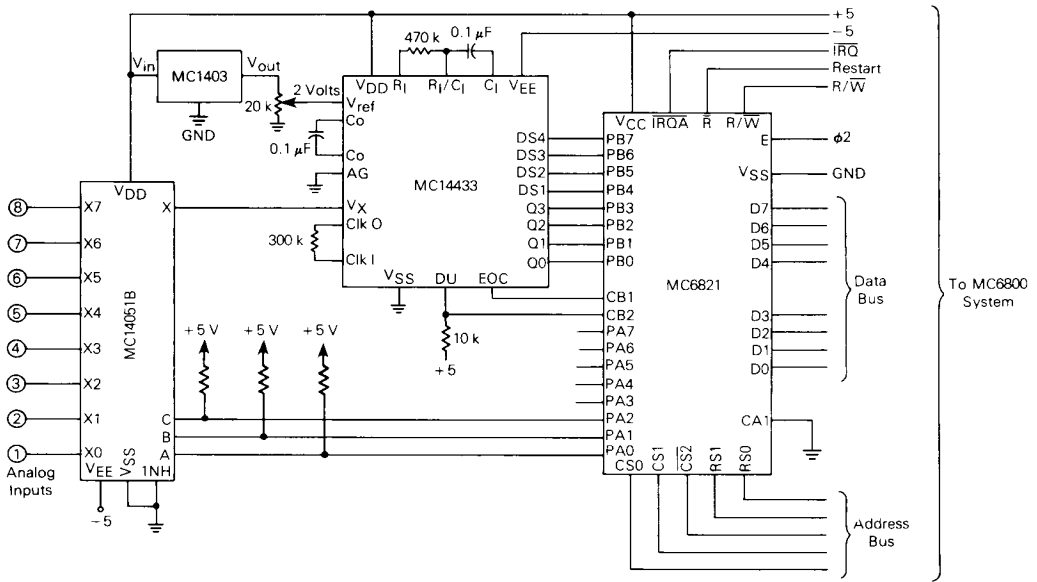 +5
−5
IRQ
Restart
R/W
470 k
0.1 µF
Vin
MC1403
Vout
20 k
2 Volts
GND
VDD
RI
RI/CI
CI
VEE
Vref
Co
0.1 µF
Co
AG
MC14433
VX
Clk O
300 k
Clk I
VSS
DU
EOC
10 k
+5
DS4
DS3
DS2
DS1
Q3
Q2
Q1
Q0
VCC
IRQA
R
R/W
PB7
PB6
PB5
PB4
PB3
PB2
PB1
PB0
CB1
CB2
PA7
PA6
PA5
PA4
PA3
PA2
PA1
PA0
MC6821
E
φ2
VSS
GND
D7
D6
D5
D4
D3
D2
D1
D0
Data
Bus
CA1
CS0
CS1
CS2
RS1
RS0
Address
Bus
To MC6800
System
VDD
8
X7
X
7
X6
6
X5
5
X4
4
X3
3
X2
2
X1
1
X0
MC14051B
C
B
A
VEE
VSS
1NH
Analog
Inputs
−5
+5 V
+5 V
+5 V